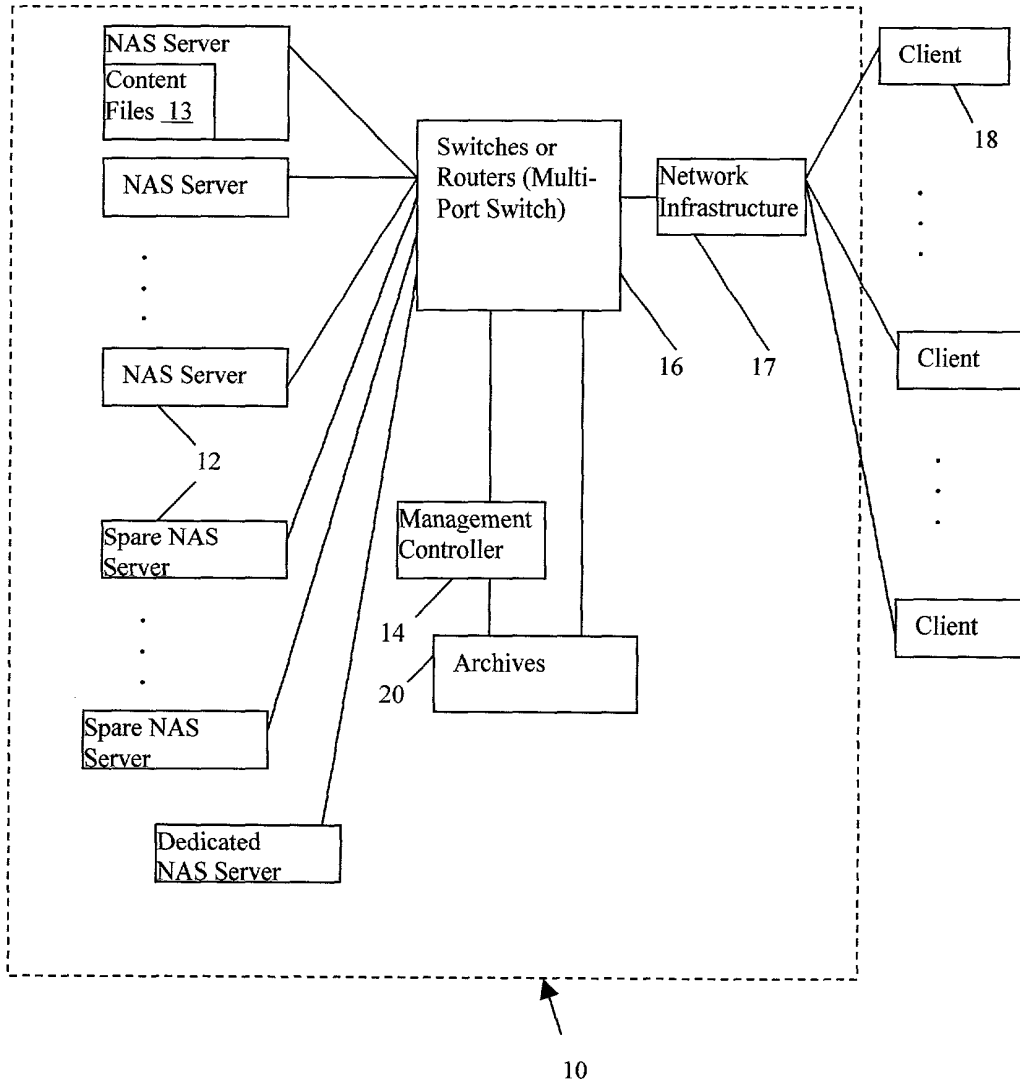 NAS Server
Content
Files 13
NAS Server
NAS Server
12
Spare NAS
Server
Spare NAS
Server
Dedicated
NAS Server
Switches or
Routers (Multi-
Port Switch)
16
Management
Controller
14
Archives
20
Network
Infrastructure
17
Client
18
Client
Client
10